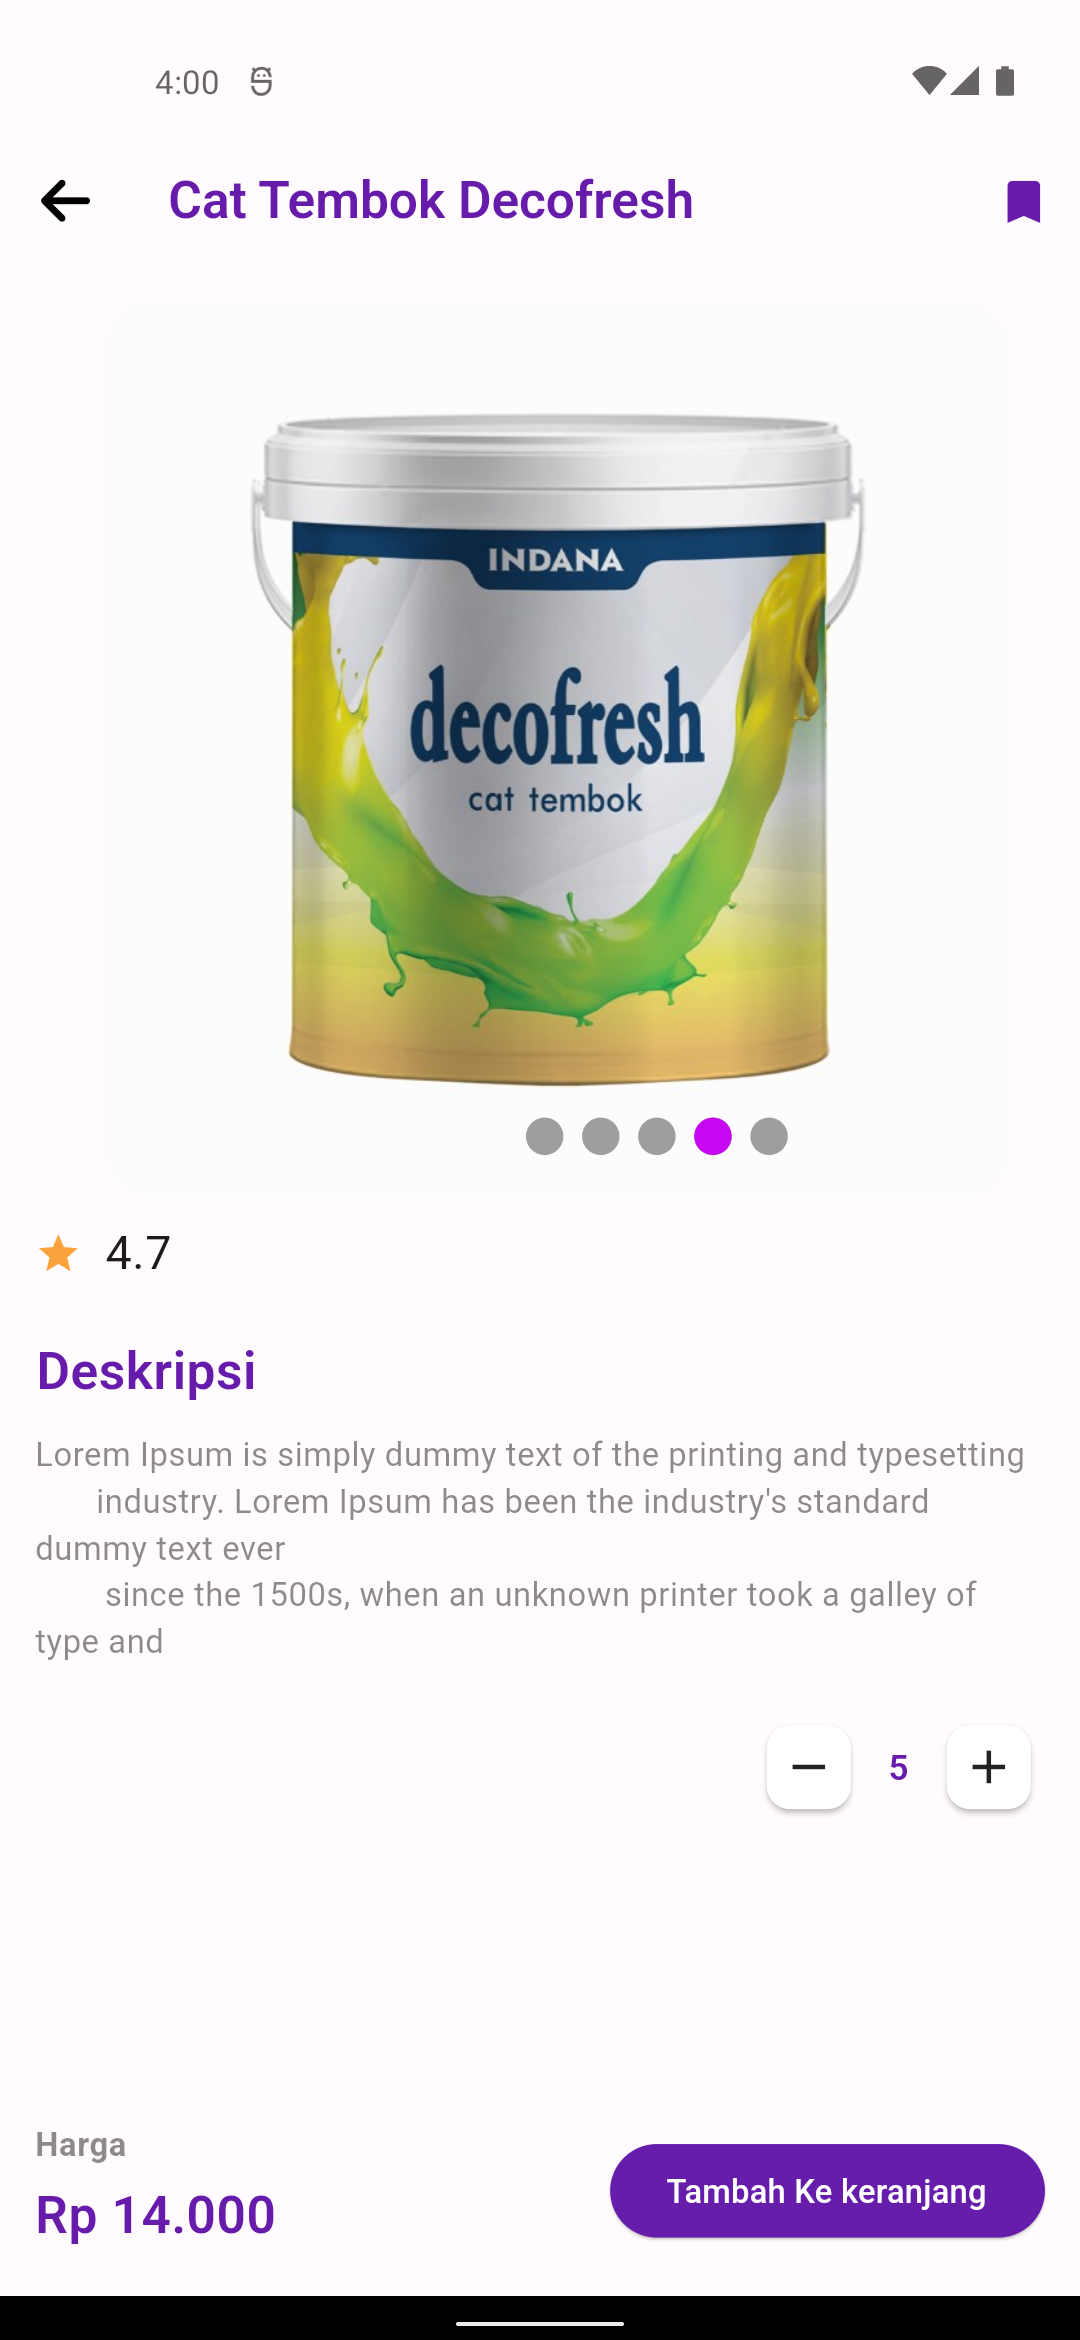 4:00
Cat Tembok Decofresh
INDANA
decofresh
cat tembok
4.7
Deskripsi
Lorem Ipsum is simply dummy text of the printing and typesetting
industry. Lorem Ipsum has been the industry's standard
dummy text ever
since the 1500s, when an unknown printer took a galley of
type and
5
Harga
Rp 14.000
Tambah Ke keranjang